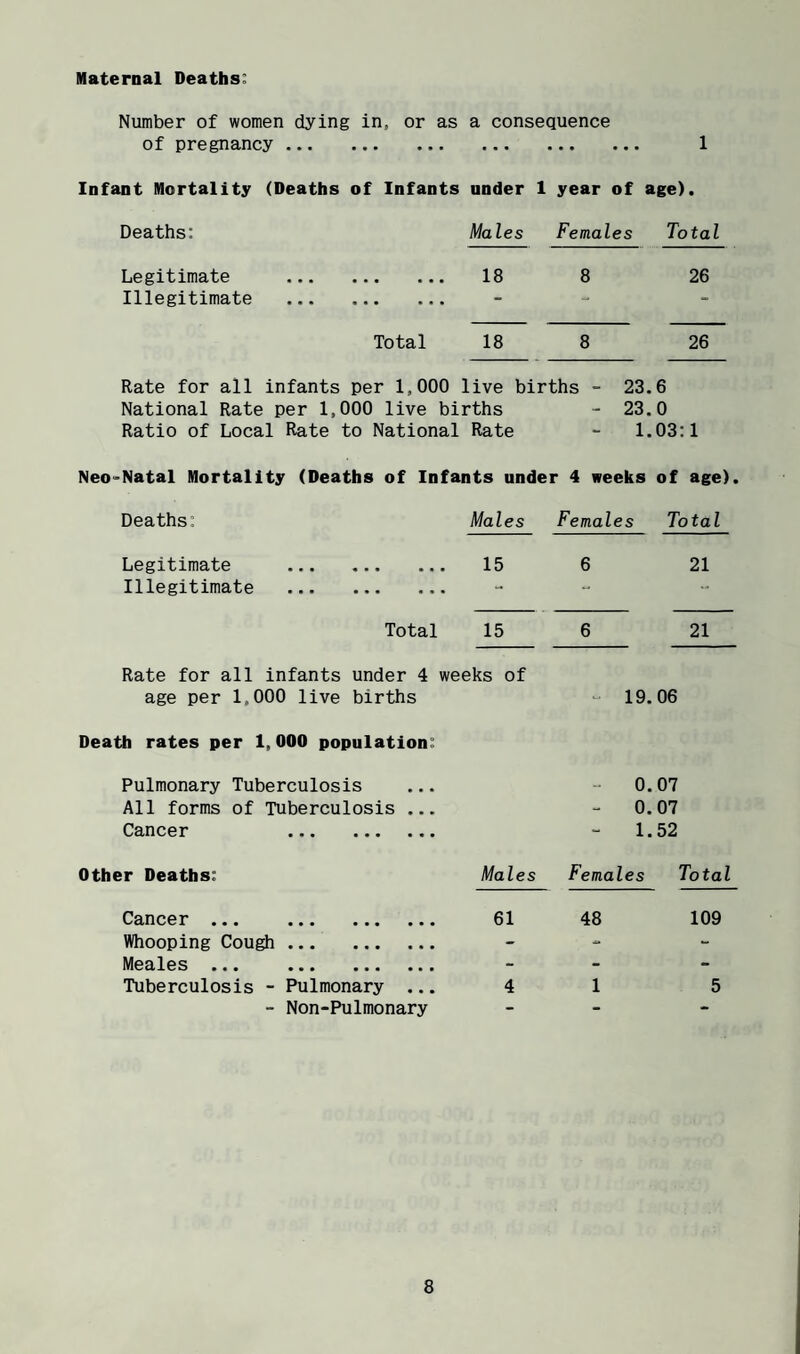 Maternal Deaths:
Number of women dying in, or as a consequence
of pregnancy ... ... ... ... ... ... 1
Infant Mortality (Deaths of Infants under 1 year of age).
Deaths: Males Females Total
Legitimate ... ... ... 18 8 26
Illegitimate ... ... ... - - -
Total 18 8 26
Rate for all infants per 1,000 live births - 23.6
National Rate per 1,000 live births - 23.0
Ratio of Local Rate to National Rate - 1.03:1
Neo-Natal Mortality (Deaths of Infants under 4 weeks of age).
Deaths: Males Females Total
Legitimate ... ... ... 15 6 21
Illegitimate ... ... ... - - -
Total 15 6 21
Rate for all infants under 4 weeks of
age per 1,000 live births - 19.06
Death rates per 1,000 population:
Pulmonary Tuberculosis ... - 0.07
All forms of Tuberculosis ... - 0.07
Cancer ... ... ... - 1.52
Other Deaths: Males Females Total
Cancer ... ... ... ... 61 48 109
Whooping Cough ... ... ... - - -
Meales ... ... ... ... - - -
Tuberculosis - Pulmonary ... 4 1 5
- Non-Pulmonary - - -
8